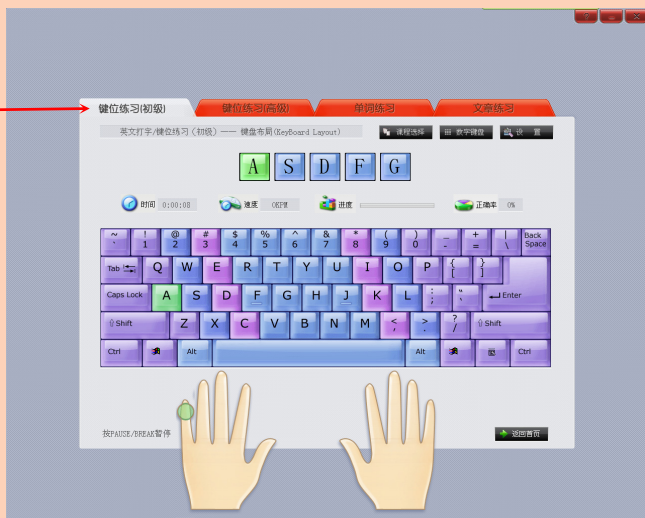 键位练习(初级) 键位练习(高级) 单词练习 文章练习
英文打字/键位练习（初级）—— 键盘布局(KeyBoard Layout) 课程选择 数字键盘 设 置
A S D F G
时间 0:00:08 速度 0KPM 进度 正确率 0%
~ ` ! 1 @ 2 # 3 $ 4 % 5 ^ 6 & 7 * 8 ( 9 ) 0 _ - + = | \ Back Space
Tab Q W E R T Y U I O P { [ } ]
Caps Lock A S D F G H J K L : ; Enter
Shift Z X C V B N M < , > . ? / Shift
Ctrl Alt Alt Ctrl
按PAUSE/BREAK暂停 返回首页